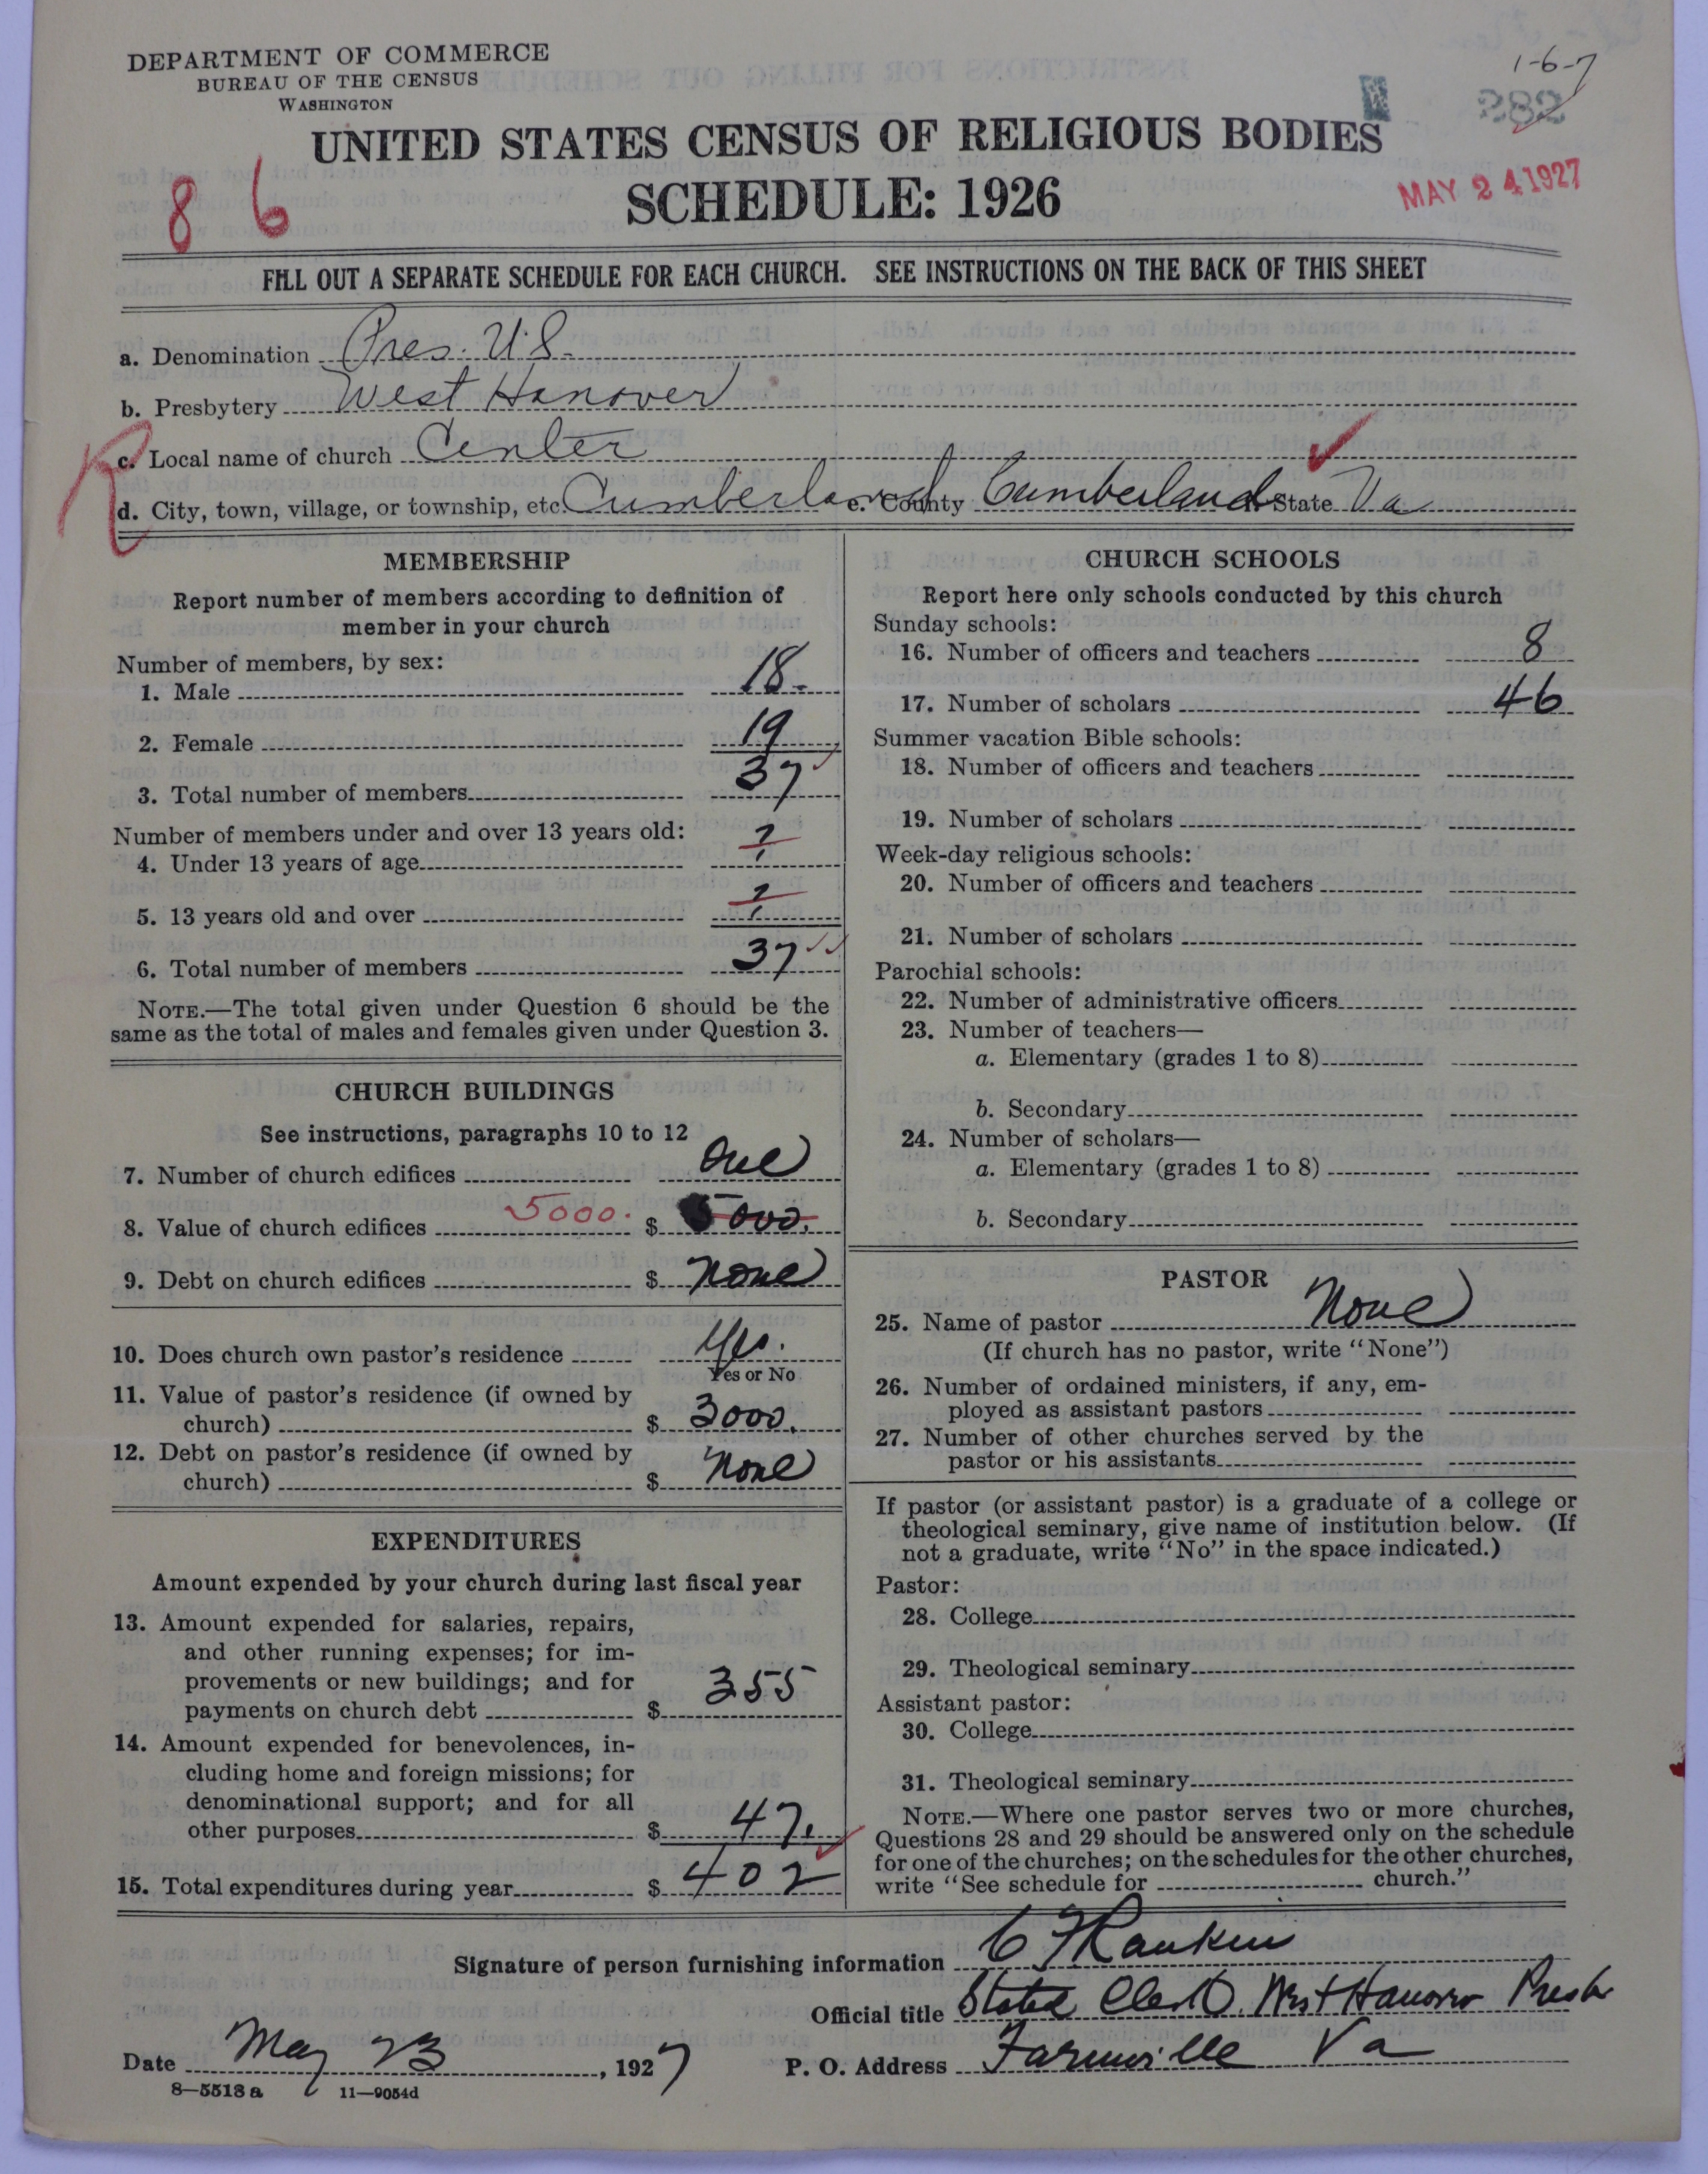 DEPARTMENT OF COMMERCE
BUREAU OF THE CENSUS
WASHINGTON
1-6-7
282
UNITED STATES CENSUS OF RELIGIOUS BODIES
SCHEDULE: 1926
MAY 24 1927
8 6
FILL OUT A SEPARATE SCHEDULE FOR EACH CHURCH. SEE INSTRUCTIONS ON THE BACK OF THIS SHEET
a. Denomination Pres. U.S.
b. Presbytery West Hanover
c. Local name of church Center
d. City, town, village, or township, etc. Cumberland e. County Cumberland State Va
R
MEMBERSHIP
Report number of members according to definition of
member in your church
Number of members, by sex:
1. Male 18
2. Female 19
3. Total number of members 37
Number of members under and over 13 years old:
4. Under 13 years of age ?
5. 13 years old and over ?
6. Total number of members 37
NOTE.—The total given under Question 6 should be the
same as the total of males and females given under Question 3.
CHURCH BUILDINGS
See instructions, paragraphs 10 to 12
7. Number of church edifices One
8. Value of church edifices 5000. $ 5000.
9. Debt on church edifices $ None
10. Does church own pastor's residence Yes.
Yes or No
11. Value of pastor's residence (if owned by
church) $ 3000.
12. Debt on pastor's residence (if owned by
church) $ None
EXPENDITURES
Amount expended by your church during last fiscal year
13. Amount expended for salaries, repairs,
and other running expenses; for im-
provements or new buildings; and for
payments on church debt $ 355
14. Amount expended for benevolences, in-
cluding home and foreign missions; for
denominational support; and for all
other purposes $ 47.
15. Total expenditures during year $ 402
CHURCH SCHOOLS
Report here only schools conducted by this church
Sunday schools:
16. Number of officers and teachers 8
17. Number of scholars 46
Summer vacation Bible schools:
18. Number of officers and teachers
19. Number of scholars
Week-day religious schools:
20. Number of officers and teachers
21. Number of scholars
Parochial schools:
22. Number of administrative officers
23. Number of teachers—
a. Elementary (grades 1 to 8)
b. Secondary
24. Number of scholars—
a. Elementary (grades 1 to 8)
b. Secondary
PASTOR
25. Name of pastor None
(If church has no pastor, write "None")
26. Number of ordained ministers, if any, em-
ployed as assistant pastors
27. Number of other churches served by the
pastor or his assistants
If pastor (or assistant pastor) is a graduate of a college or
theological seminary, give name of institution below. (If
not a graduate, write "No" in the space indicated.)
Pastor:
28. College
29. Theological seminary
Assistant pastor:
30. College
31. Theological seminary
NOTE.—Where one pastor serves two or more churches,
Questions 28 and 29 should be answered only on the schedule
for one of the churches; on the schedules for the other churches,
write "See schedule for church."
Signature of person furnishing information C F Rankin
Official title Stated Clerk West Hanover Presby
Date May 23, 1927 P. O. Address Farmville Va
8—5518 a 11—9054d